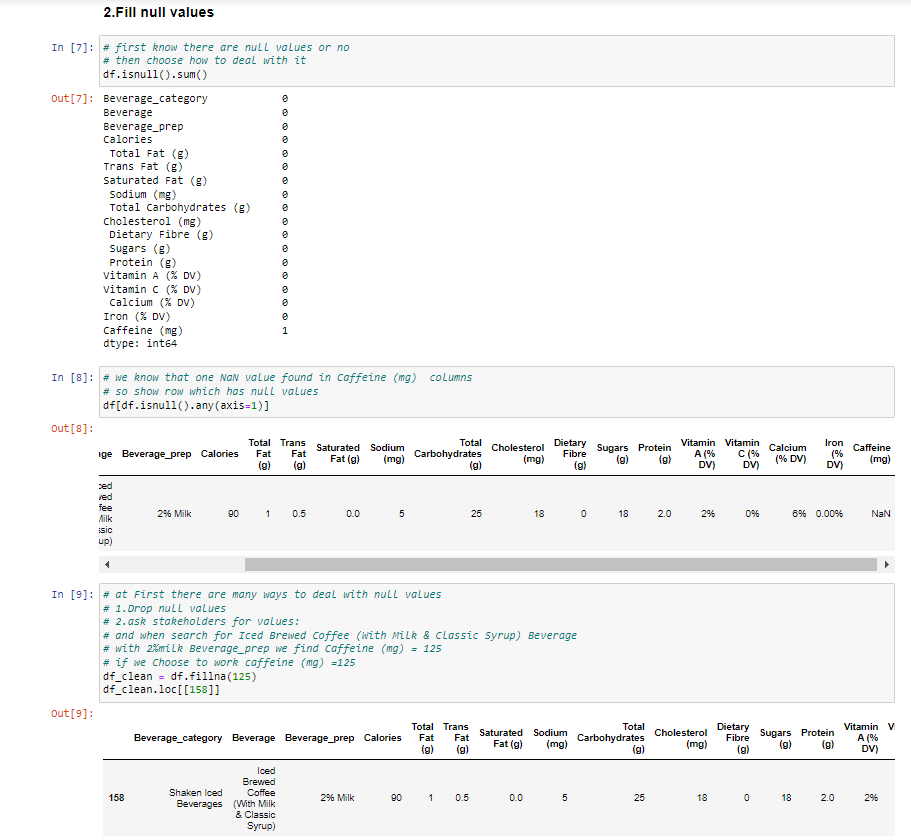 2.Fill null values
In [7]: # first know there are null values or no
# then choose how to deal with it
df.isnull().sum()
Out[7]: Beverage_category 0
Beverage 0
Beverage_prep 0
Calories 0
Total Fat (g) 0
Trans Fat (g) 0
Saturated Fat (g) 0
Sodium (mg) 0
Total Carbohydrates (g) 0
Cholesterol (mg) 0
Dietary Fibre (g) 0
Sugars (g) 0
Protein (g) 0
Vitamin A (% DV) 0
Vitamin C (% DV) 0
Calcium (% DV) 0
Iron (% DV) 0
Caffeine (mg) 1
dtype: int64
In [8]: # we know that one NaN value found in Caffeine (mg)  columns
# so show row which has null values
df[df.isnull().any(axis=1)]
Out[8]:
ge Beverage_prep Calories Total Fat (g) Trans Fat (g) Saturated Fat (g) Sodium (mg) Total Carbohydrates (g) Cholesterol (mg) Dietary Fibre (g) Sugars (g) Protein (g) Vitamin A (% DV) Vitamin C (% DV) Calcium (% DV) Iron (% DV) Caffeine (mg)
ced
wed
fee
Milk
ssic
up)
2% Milk 90 1 0.5 0.0 5 25 18 0 18 2.0 2% 0% 6% 0.00% NaN
In [9]: # at First there are many ways to deal with null values
# 1.Drop null values
# 2.ask stakeholders for values:
# and when search for Iced Brewed Coffee (With Milk & Classic Syrup) Beverage
# with 2%milk Beverage_prep we find Caffeine (mg) = 125
# if we Choose to work caffeine (mg) =125
df_clean = df.fillna(125)
df_clean.loc[[158]]
Out[9]:
Beverage_category Beverage Beverage_prep Calories Total Fat (g) Trans Fat (g) Saturated Fat (g) Sodium (mg) Total Carbohydrates (g) Cholesterol (mg) Dietary Fibre (g) Sugars (g) Protein (g) Vitamin A (% DV) V
158 Shaken Iced Beverages Iced Brewed Coffee (With Milk & Classic Syrup) 2% Milk 90 1 0.5 0.0 5 25 18 0 18 2.0 2%